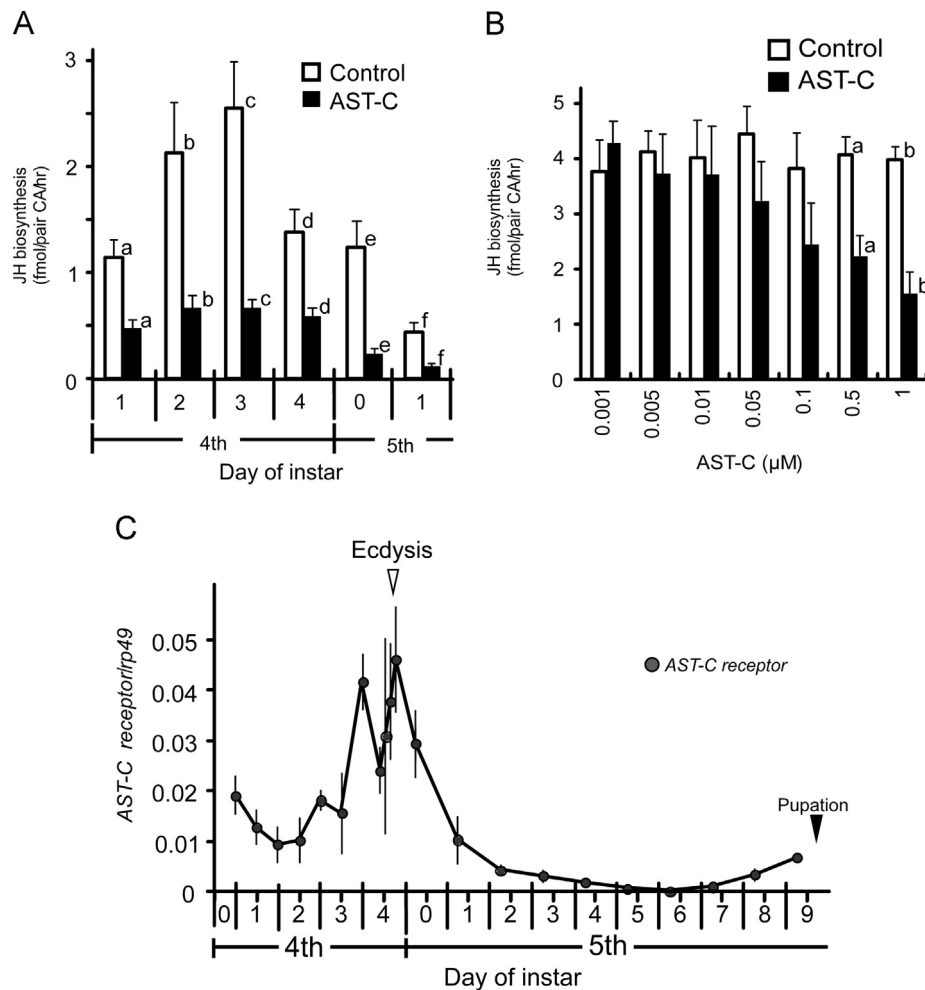 A
JH biosynthesis
(fmol/pair CA/hr)
3
2
1
0
Control
AST-C
a
a
b
b
c
c
d
d
e
e
f
f
1 2 3 4 0 1
4th 5th
Day of instar
B
JH biosynthesis
(fmol/pair CA/hr)
5
4
3
2
1
0
Control
AST-C
a
a
b
b
0.001 0.005 0.01 0.05 0.1 0.5 1
AST-C (µM)
C
Ecdysis
AST-C receptor/rp49
0.05
0.04
0.03
0.02
0.01
0
AST-C receptor
Pupation
0 1 2 3 4 0 1 2 3 4 5 6 7 8 9
4th 5th
Day of instar